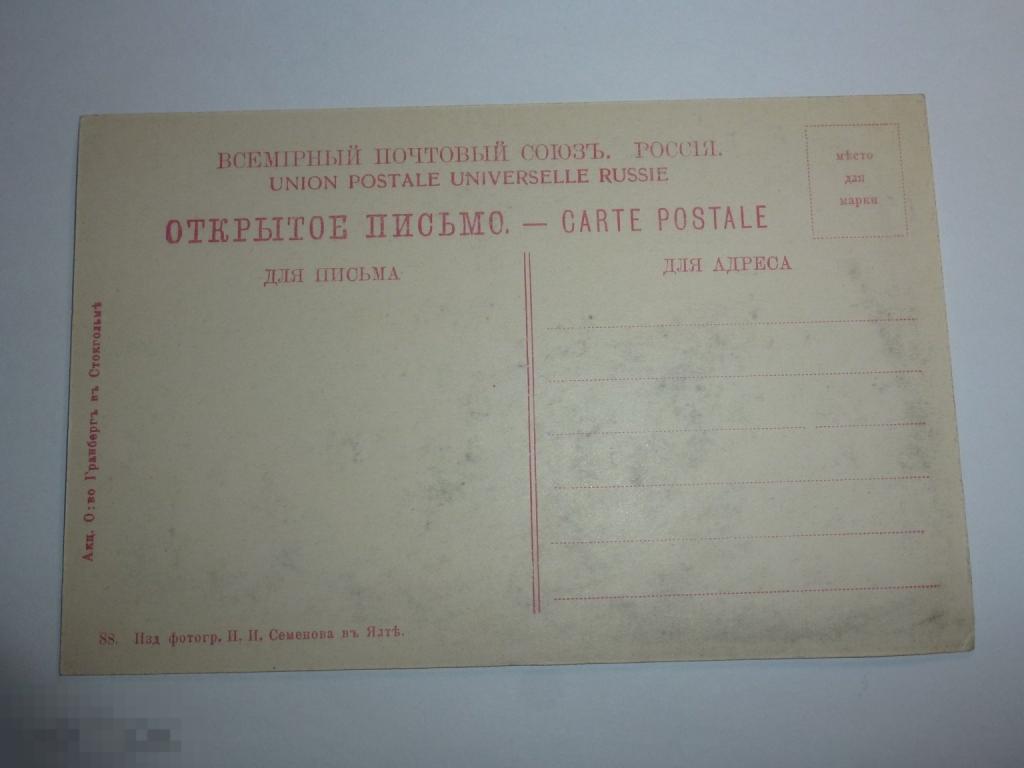 ВСЕМІРНЫЙ ПОЧТОВЫЙ СОЮЗЪ. РОССІЯ.
UNION POSTALE UNIVERSELLE RUSSIE
ОТКРЫТОЕ ПИСЬМО. — CARTE POSTALE
мѣсто
для
марки
ДЛЯ ПИСЬМА
ДЛЯ АДРЕСА
Акц. О:во Гранбергъ въ Стокгольмѣ
88. Изд фотогр. И. И. Семенова въ Ялтѣ.